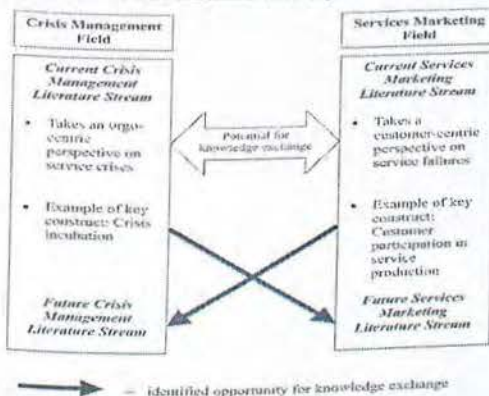 Crisis Management
Field
Current Crisis
Management
Literature Stream
• Takes an orgo-
centric
perspective on
service crises
• Example of key
construct: Crisis
incubation
Future Crisis
Management
Literature Stream
Potential for
knowledge exchange
Services Marketing
Field
Current Services
Marketing
Literature Stream
• Takes a
customer-centric
perspective on
service failures
• Example of key
construct:
Customer
participation in
service
production
Future Services
Marketing
Literature Stream
= identified opportunity for knowledge exchange